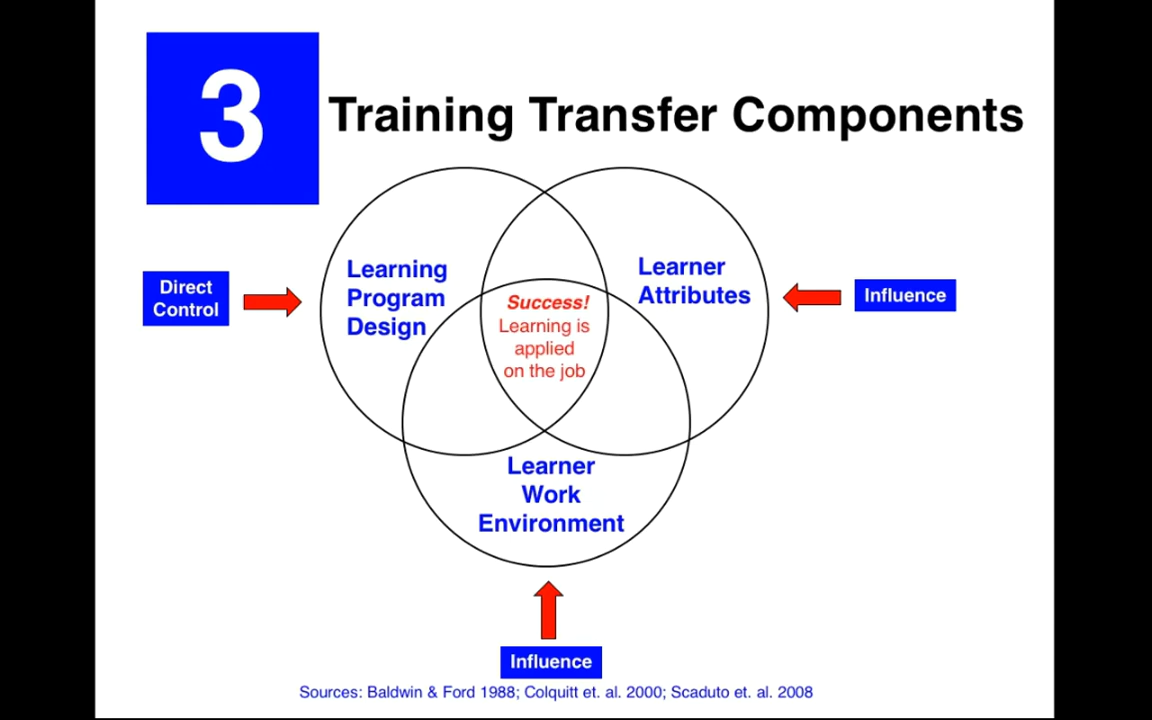 3
Training Transfer Components
Learning
Program
Design
Learner
Attributes
Direct
Control
Influence
Success!
Learning is
applied
on the job
Learner
Work
Environment
Influence
Sources: Baldwin & Ford 1988; Colquitt et. al. 2000; Scaduto et. al. 2008